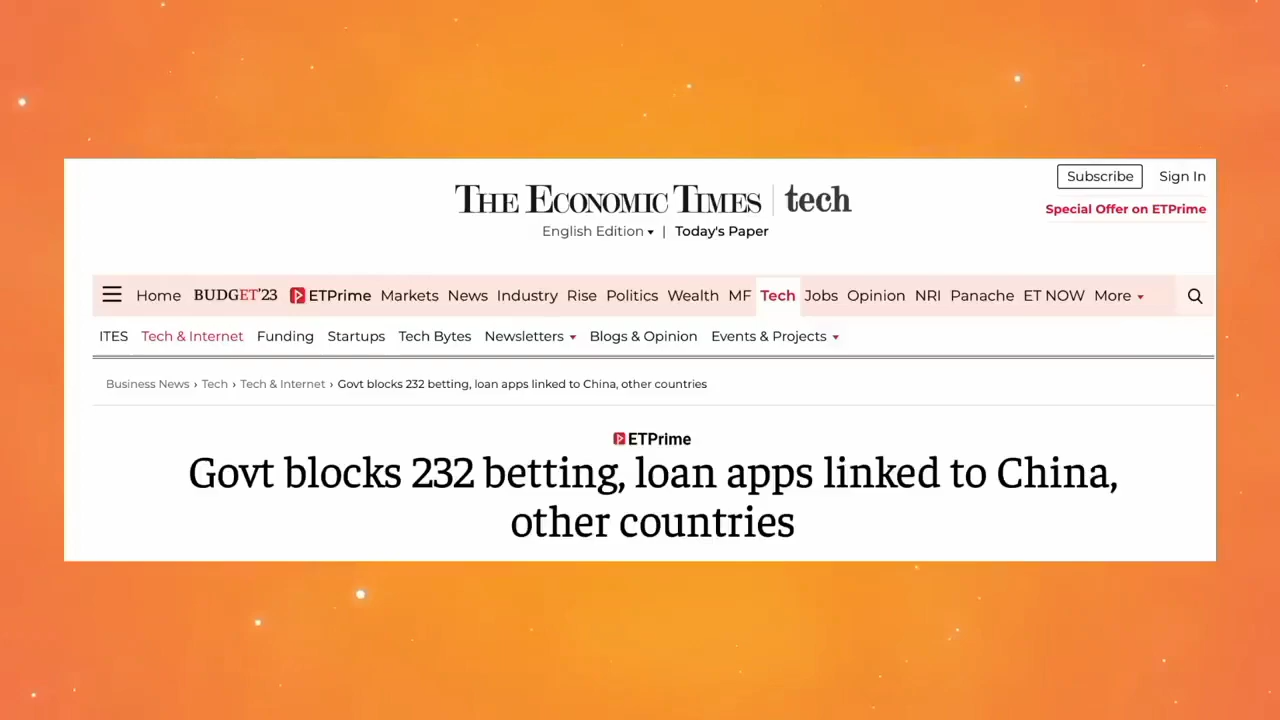 Subscribe Sign In
THE ECONOMIC TIMES | tech
Special Offer on ETPrime
English Edition | Today's Paper
Home BUDGET'23 ETPrime Markets News Industry Rise Politics Wealth MF Tech Jobs Opinion NRI Panache ET NOW More
ITES Tech & Internet Funding Startups Tech Bytes Newsletters Blogs & Opinion Events & Projects
Business News › Tech › Tech & Internet › Govt blocks 232 betting, loan apps linked to China, other countries
ETPrime
Govt blocks 232 betting, loan apps linked to China,
other countries